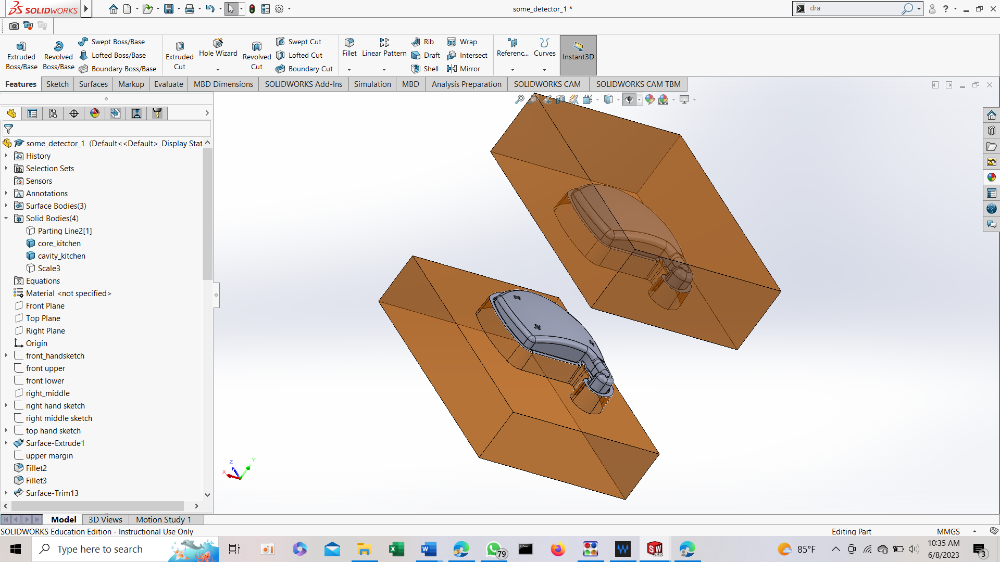 SOLIDWORKS
some_detector_1 *
dra
Extruded Boss/Base
Revolved Boss/Base
Swept Boss/Base
Lofted Boss/Base
Boundary Boss/Base
Extruded Cut
Hole Wizard
Revolved Cut
Swept Cut
Lofted Cut
Boundary Cut
Fillet
Linear Pattern
Rib
Draft
Shell
Wrap
Intersect
Mirror
Referenc...
Curves
Instant3D
Features
Sketch
Surfaces
Markup
Evaluate
MBD Dimensions
SOLIDWORKS Add-Ins
Simulation
MBD
Analysis Preparation
SOLIDWORKS CAM
SOLIDWORKS CAM TBM
some_detector_1 (Default<<Default>_Display Stat
History
Selection Sets
Sensors
Annotations
Surface Bodies(3)
Solid Bodies(4)
Parting Line2[1]
core_kitchen
cavity_kitchen
Scale3
Equations
Material <not specified>
Front Plane
Top Plane
Right Plane
Origin
front_handsketch
front upper
front lower
right_middle
right hand sketch
right middle sketch
top hand sketch
Surface-Extrude1
upper margin
Fillet2
Fillet3
Surface-Trim13
Z
Y
X
Model
3D Views
Motion Study 1
SOLIDWORKS Education Edition - Instructional Use Only
Editing Part
MMGS
Type here to search
79
SW
2020
85°F
10:35 AM
6/8/2023
3